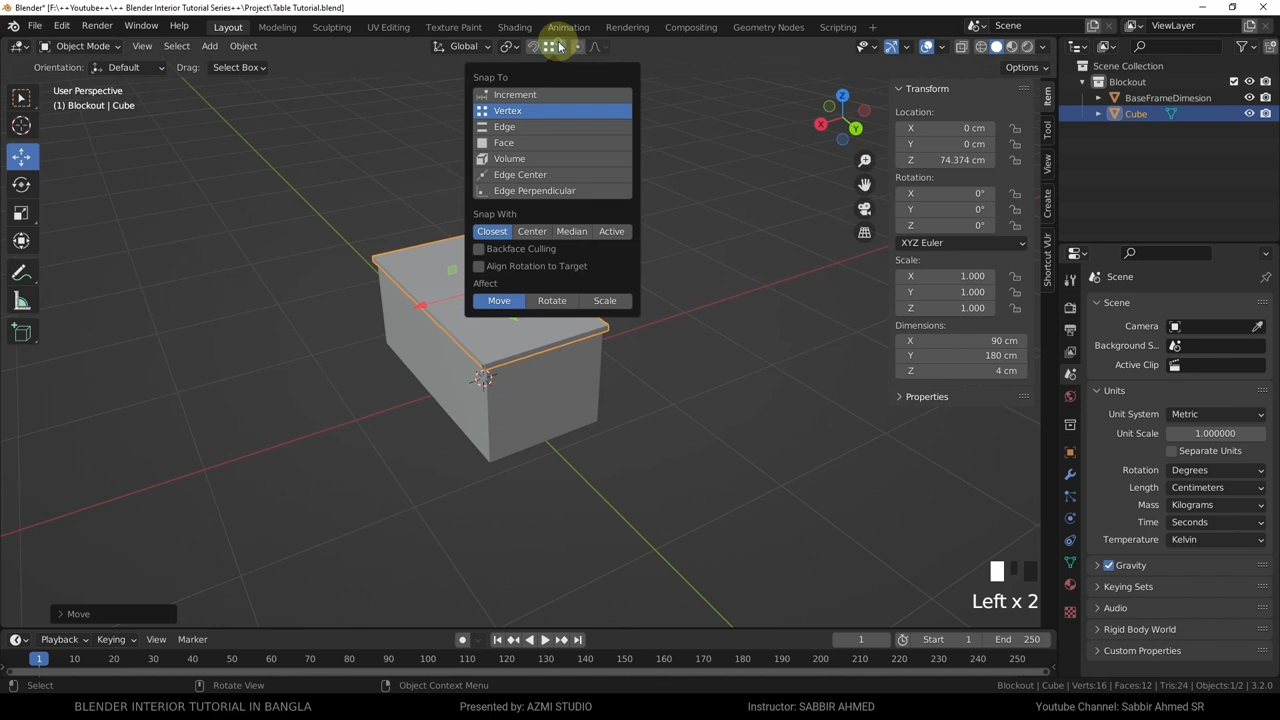 Blender* [F:\++Youtube++\++ Blender Interior Tutorial Series++\Project\Table Tutorial.blend]
File Edit Render Window Help Layout Modeling Sculpting UV Editing Texture Paint Shading Animation Rendering Compositing Geometry Nodes Scripting Scene ViewLayer
Object Mode View Select Add Object Global
Orientation: Default Drag: Select Box Options
User Perspective
(1) Blockout | Cube
Snap To
Increment
Vertex
Edge
Face
Volume
Edge Center
Edge Perpendicular
Snap With
Closest Center Median Active
Backface Culling
Align Rotation to Target
Affect
Move Rotate Scale
Z
X
Y
Transform
Location:
X 0 cm
Y 0 cm
Z 74.374 cm
Rotation:
X 0°
Y 0°
Z 0°
XYZ Euler
Scale:
X 1.000
Y 1.000
Z 1.000
Dimensions:
X 90 cm
Y 180 cm
Z 4 cm
Properties
Item
Tool
View
Create
Shortcut VUr
Scene Collection
Blockout
BaseFrameDimesion
Cube
Scene
Scene
Camera
Background S...
Active Clip
Units
Unit System Metric
Unit Scale 1.000000
Separate Units
Rotation Degrees
Length Centimeters
Mass Kilograms
Time Seconds
Temperature Kelvin
Gravity
Keying Sets
Audio
Rigid Body World
Custom Properties
Left x 2
Move
Playback Keying View Marker 1 Start 1 End 250
1 10 20 30 40 50 60 70 80 90 100 110 120 130 140 150 160 170 180 190 200 210 220 230 240 250
Select Rotate View Object Context Menu Blockout | Cube | Verts:16 | Faces:12 | Tris:24 | Objects:1/2 | 3.2.0
BLENDER INTERIOR TUTORIAL IN BANGLA Presented by: AZMI STUDIO Instructor: SABBIR AHMED Youtube Channel: Sabbir Ahmed SR